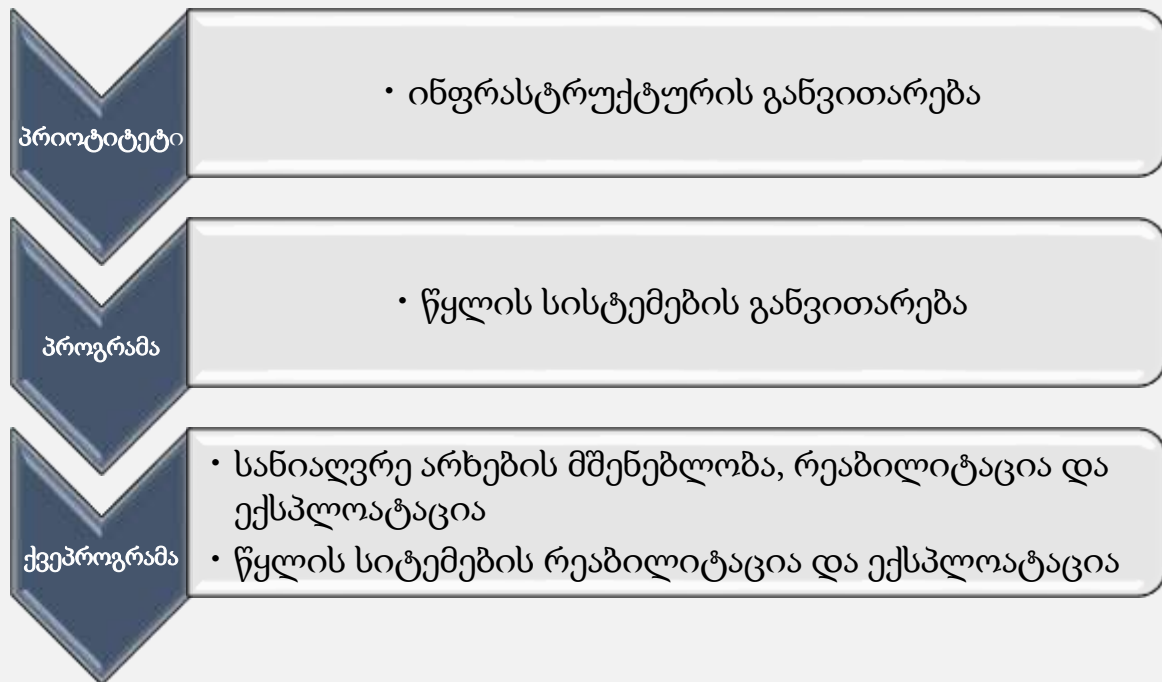 პრიოტიტეტი
• ინფრასტრუქტურის განვითარება
პროგრამა
• წყლის სისტემების განვითარება
ქვეპროგრამა
• სანიაღვრე არხების მშენებლობა, რეაბილიტაცია და
ექსპლოატაცია
• წყლის სიტემების რეაბილიტაცია და ექსპლოატაცია